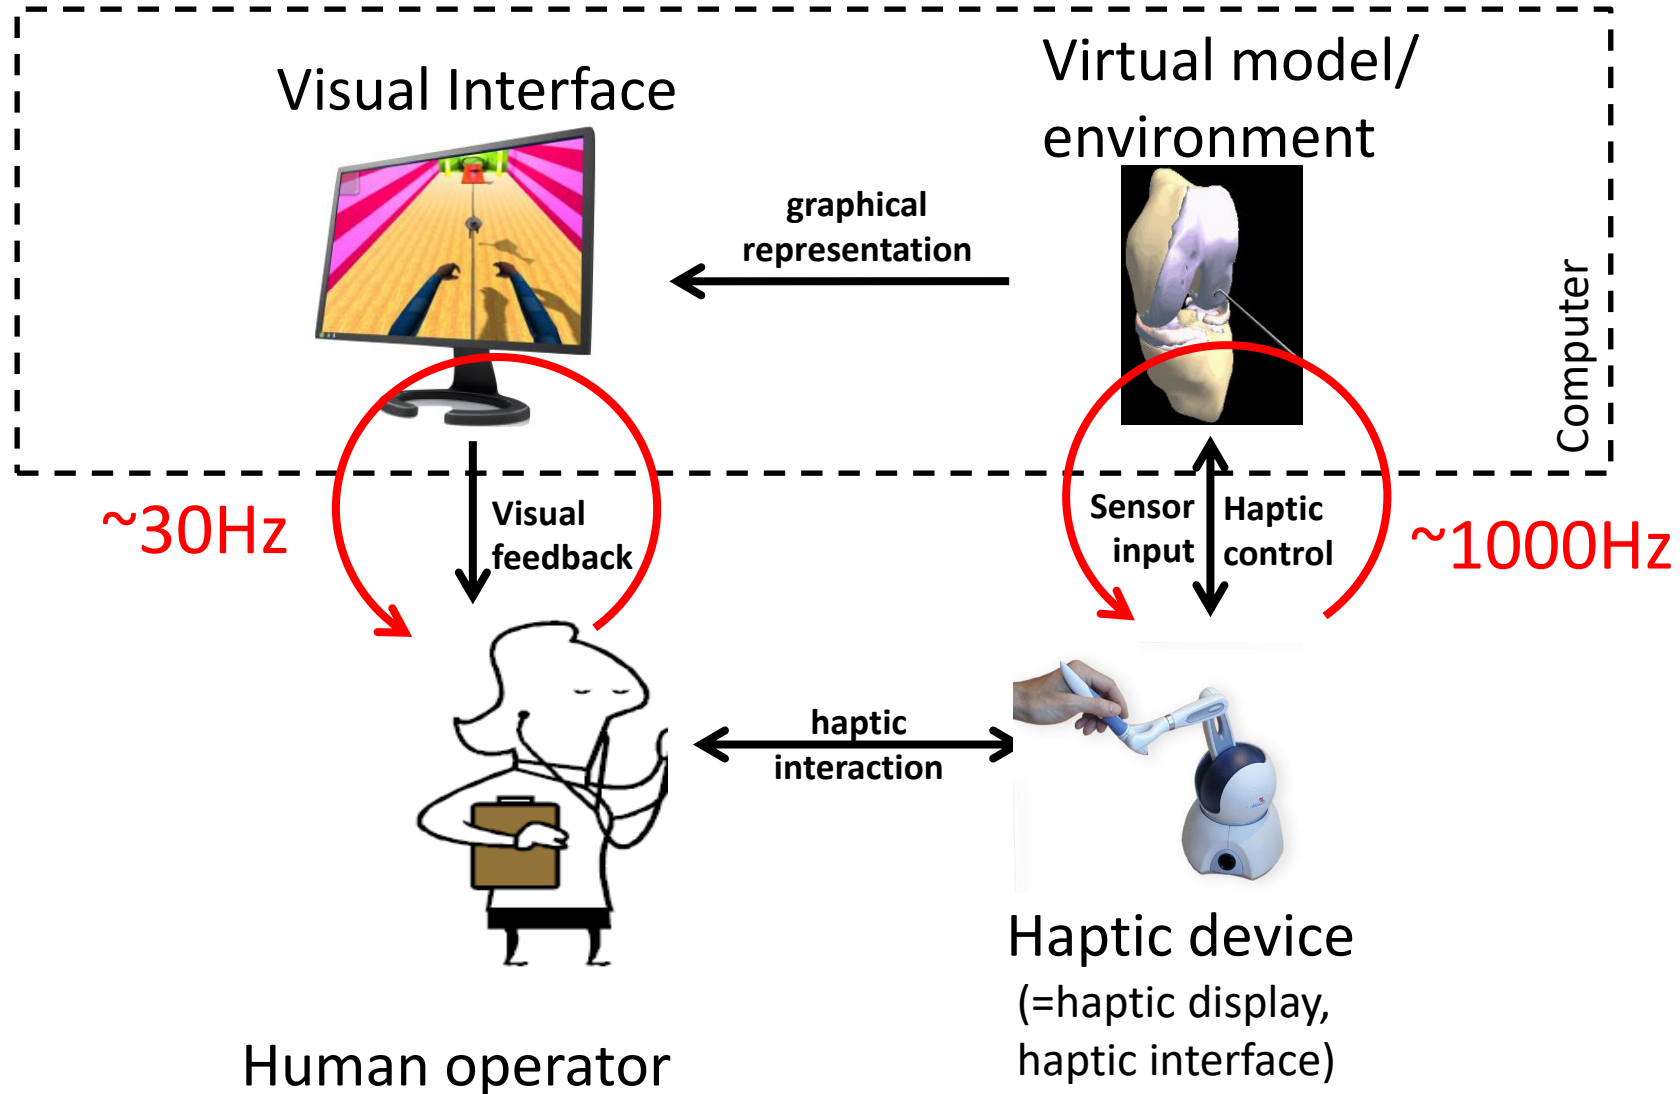 Visual Interface
Virtual model/
environment
graphical
representation
Computer
~30Hz
Visual
feedback
Sensor
input
Haptic
control
~1000Hz
haptic
interaction
Haptic device
(=haptic display,
haptic interface)
Human operator